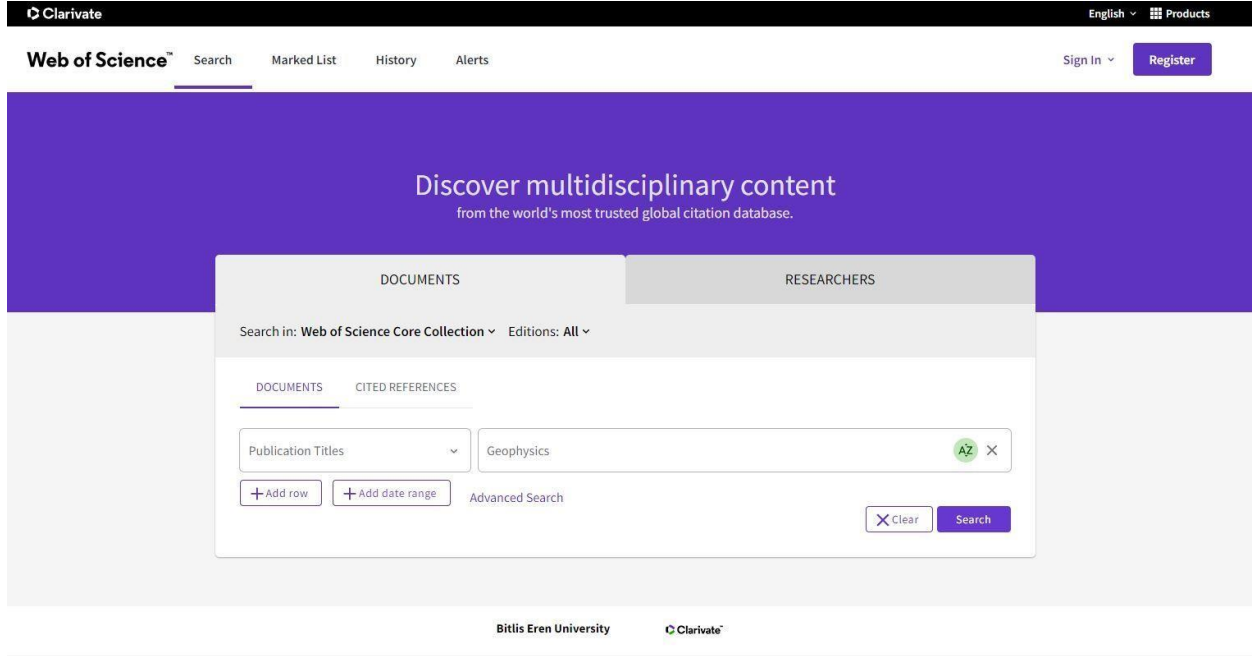 Clarivate
English Products
Web of Science™ Search Marked List History Alerts Sign In Register
Discover multidisciplinary content
from the world's most trusted global citation database.
DOCUMENTS RESEARCHERS
Search in: Web of Science Core Collection Editions: All
DOCUMENTS CITED REFERENCES
Publication Titles Geophysics AZ
+ Add row + Add date range Advanced Search
Clear Search
Bitlis Eren University Clarivate™